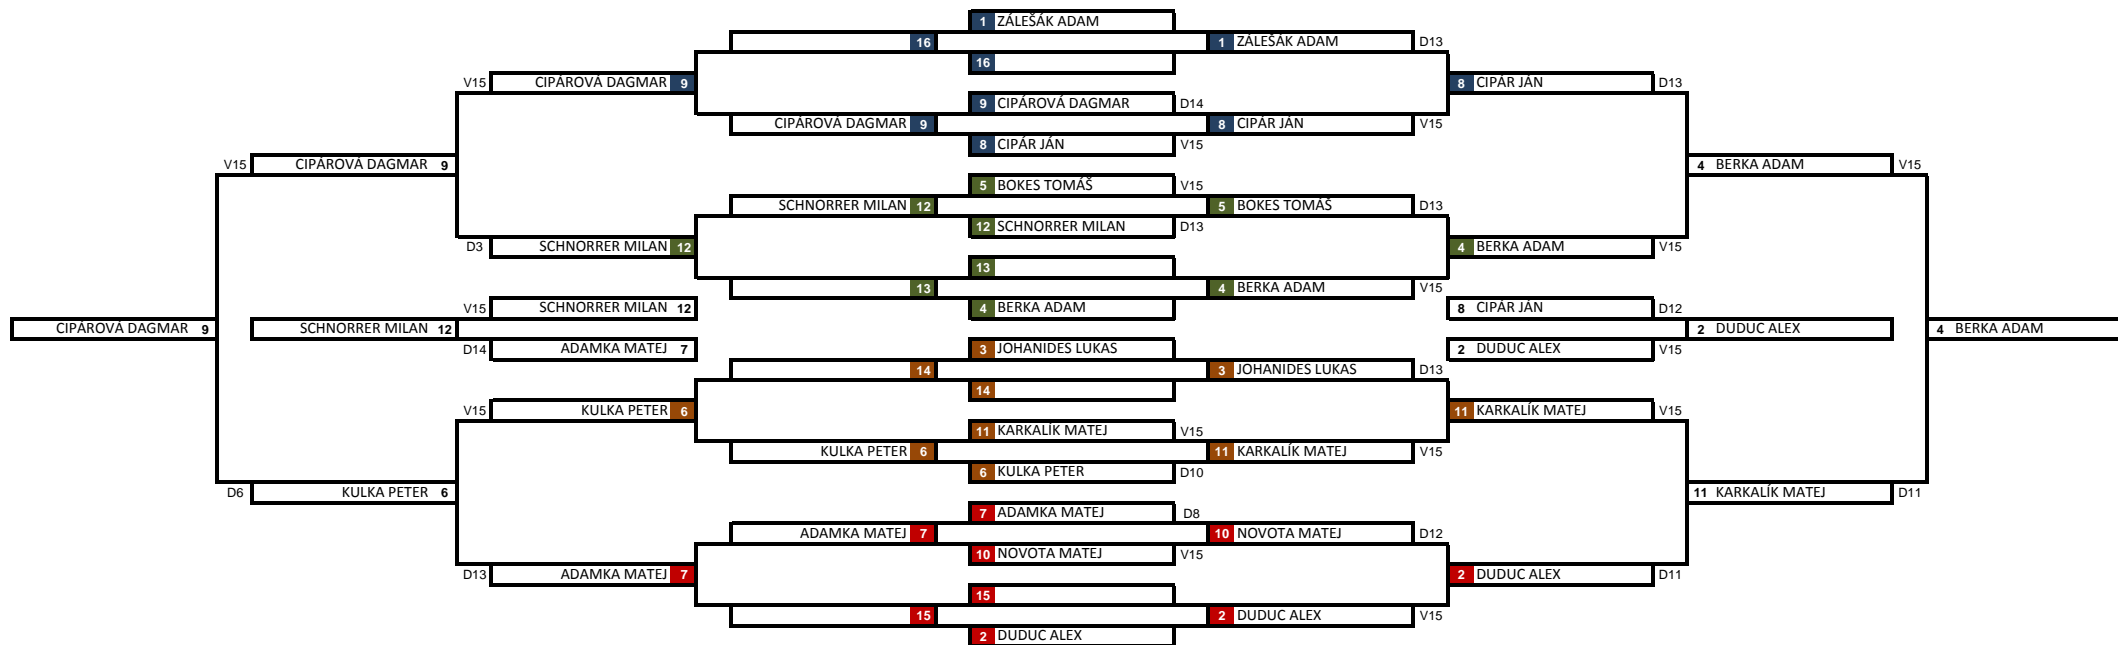 1 ZÁLEŠÁK ADAM
16 1 ZÁLEŠÁK ADAM D13
16
V15 CIPÁROVÁ DAGMAR 9 8 CIPÁR JÁN D13
9 CIPÁROVÁ DAGMAR D14
CIPÁROVÁ DAGMAR 9 8 CIPÁR JÁN V15
8 CIPÁR JÁN V15
V15 CIPÁROVÁ DAGMAR 9 4 BERKA ADAM V15
5 BOKES TOMÁŠ V15
SCHNORRER MILAN 12 5 BOKES TOMÁŠ D13
12 SCHNORRER MILAN D13
D3 SCHNORRER MILAN 12 4 BERKA ADAM V15
13
13 4 BERKA ADAM V15
V15 SCHNORRER MILAN 12 4 BERKA ADAM 8 CIPÁR JÁN D12
CIPÁROVÁ DAGMAR 9 SCHNORRER MILAN 12 2 DUDUC ALEX 4 BERKA ADAM
D14 ADAMKA MATEJ 7 3 JOHANIDES LUKAS 2 DUDUC ALEX V15
14 3 JOHANIDES LUKAS D13
14
V15 KULKA PETER 6 11 KARKALÍK MATEJ V15
11 KARKALÍK MATEJ V15
KULKA PETER 6 11 KARKALÍK MATEJ V15
6 KULKA PETER D10
D6 KULKA PETER 6 11 KARKALÍK MATEJ D11
7 ADAMKA MATEJ D8
ADAMKA MATEJ 7 10 NOVOTA MATEJ D12
10 NOVOTA MATEJ V15
D13 ADAMKA MATEJ 7 2 DUDUC ALEX D11
15
15 2 DUDUC ALEX V15
2 DUDUC ALEX